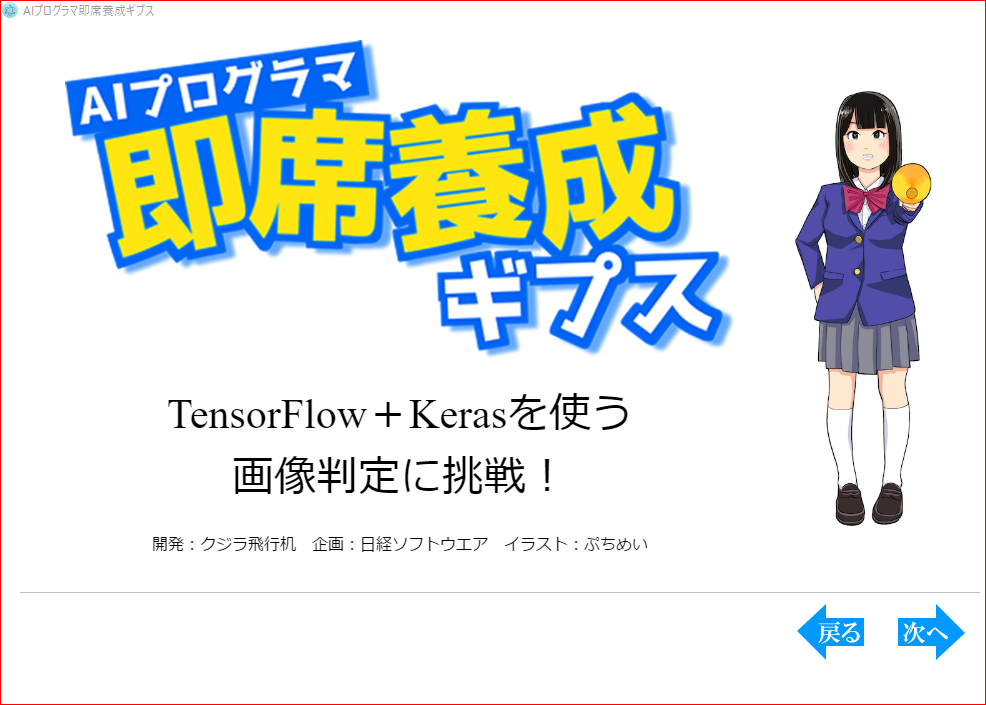 AIプログラマ即席養成ギプス
AIプログラマ
即席養成
ギプス
TensorFlow＋Kerasを使う
画像判定に挑戦！
開発：クジラ飛行机　企画：日経ソフトウエア　イラスト：ぷちめい
戻る
次へ